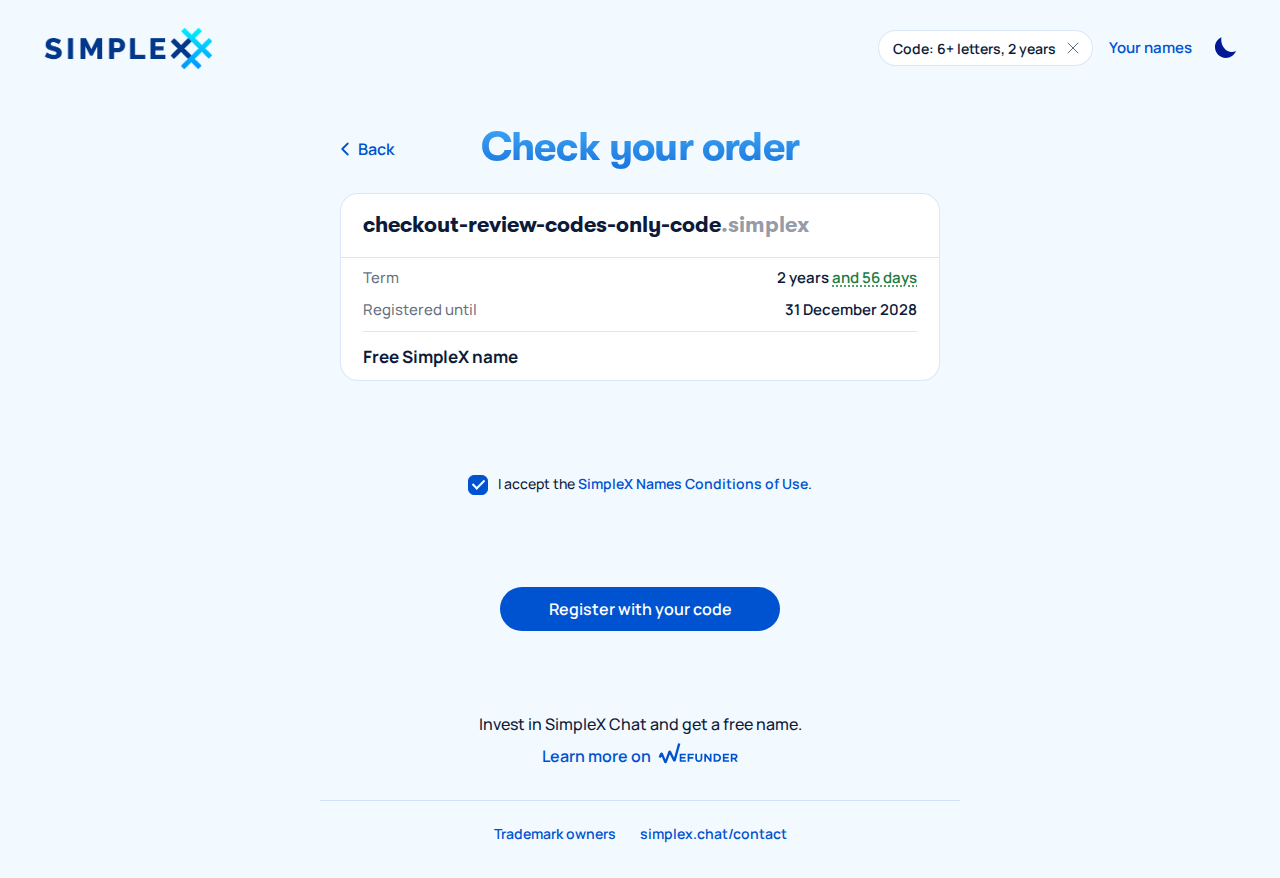 SIMPLEX
Code: 6+ letters, 2 years
Your names
Back
Check your order
checkout-review-codes-only-code.simplex
Term
2 years and 56 days
Registered until
31 December 2028
Free SimpleX name
I accept the SimpleX Names Conditions of Use.
Register with your code
Invest in SimpleX Chat and get a free name.
Learn more on WEFUNDER
Trademark owners
simplex.chat/contact